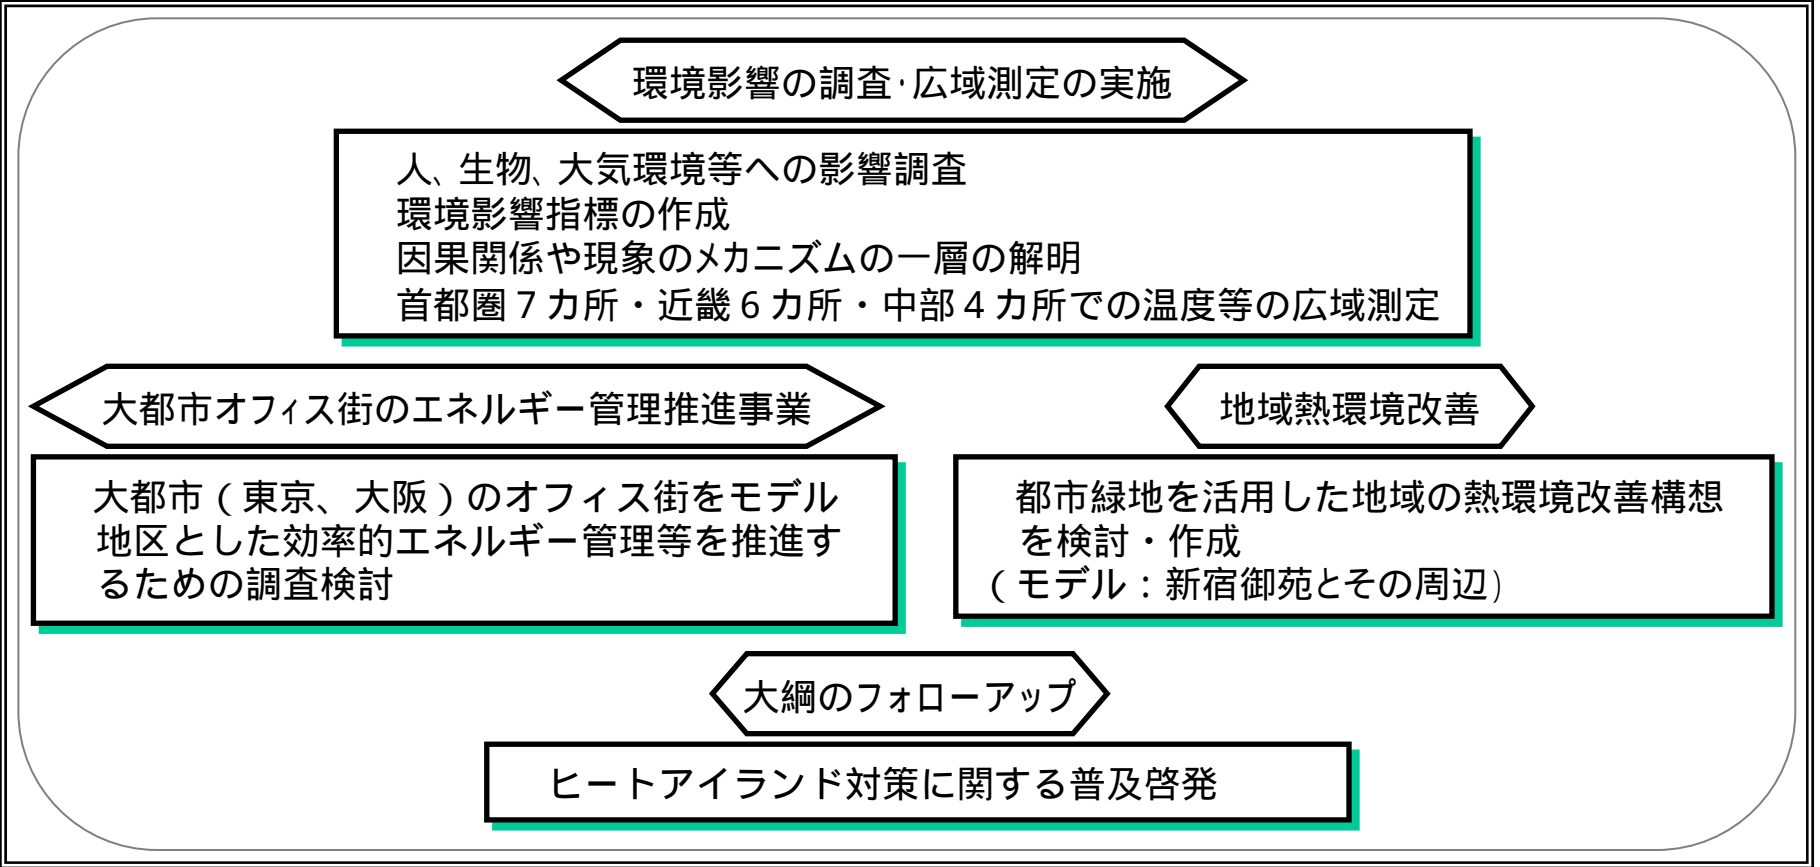 環境影響の調査・広域測定の実施
人、生物、大気環境等への影響調査
環境影響指標の作成
因果関係や現象のメカニズムの一層の解明
首都圏７カ所・近畿６カ所・中部４カ所での温度等の広域測定
大都市オフィス街のエネルギー管理推進事業
大都市（東京、大阪）のオフィス街をモデル
地区とした効率的エネルギー管理等を推進す
るための調査検討
地域熱環境改善
都市緑地を活用した地域の熱環境改善構想
を検討・作成
（モデル：新宿御苑とその周辺）
大綱のフォローアップ
ヒートアイランド対策に関する普及啓発